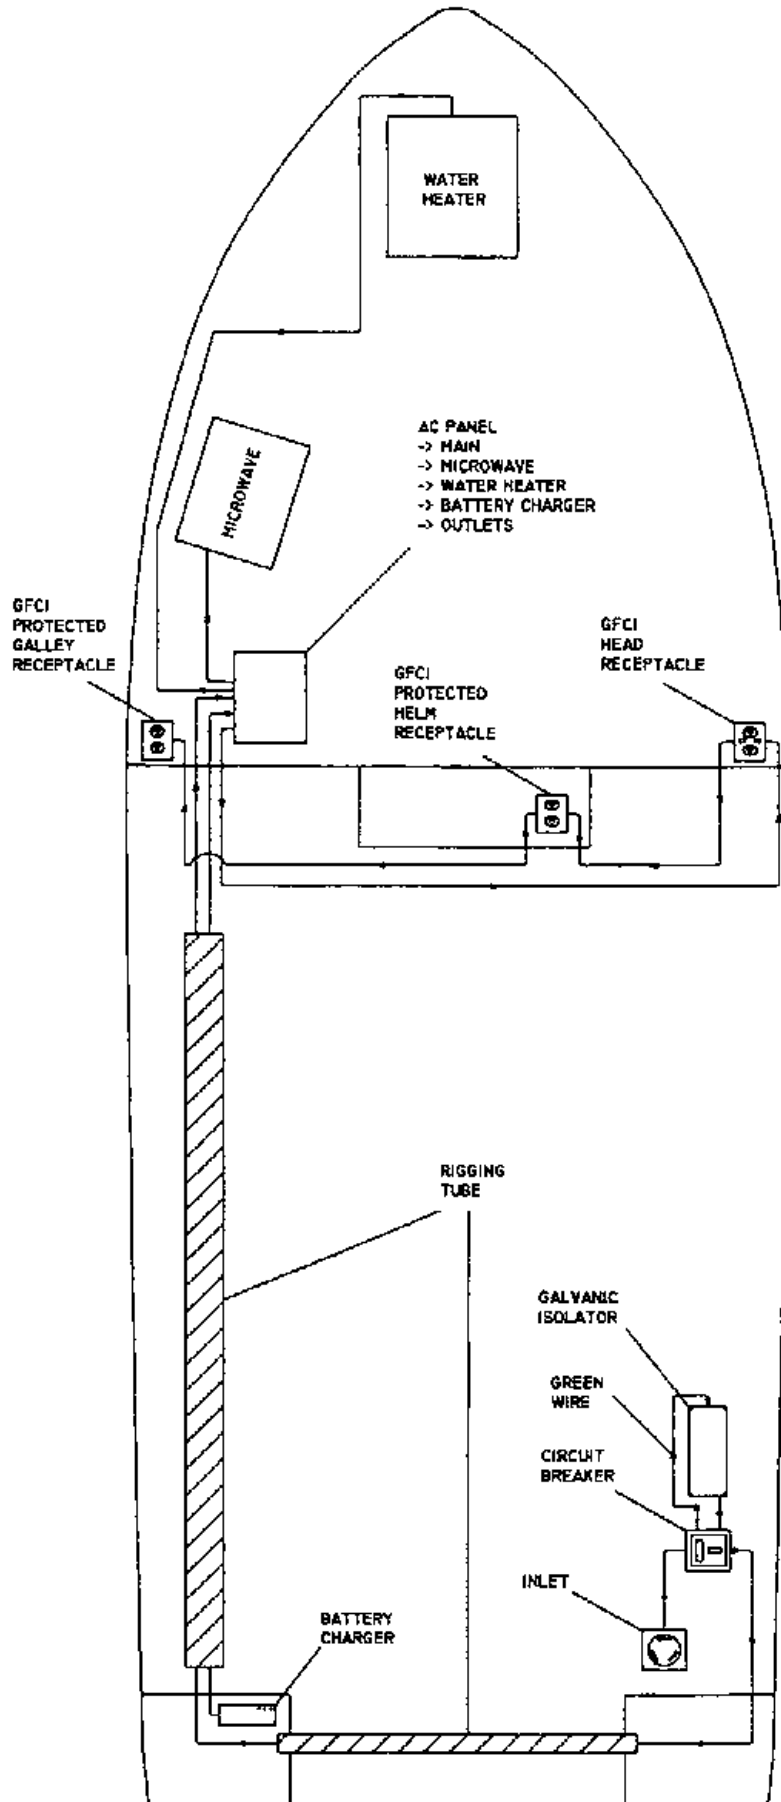 WATER
HEATER
AC PANEL
-> MAIN
-> MICROWAVE
-> WATER HEATER
-> BATTERY CHARGER
-> OUTLETS
MICROWAVE
GFCI
PROTECTED
GALLEY
RECEPTACLE
GFCI
HEAD
RECEPTACLE
GFCI
PROTECTED
HELM
RECEPTACLE
RIGGING
TUBE
GALVANIC
ISOLATOR
GREEN
WIRE
CIRCUIT
BREAKER
INLET
BATTERY
CHARGER